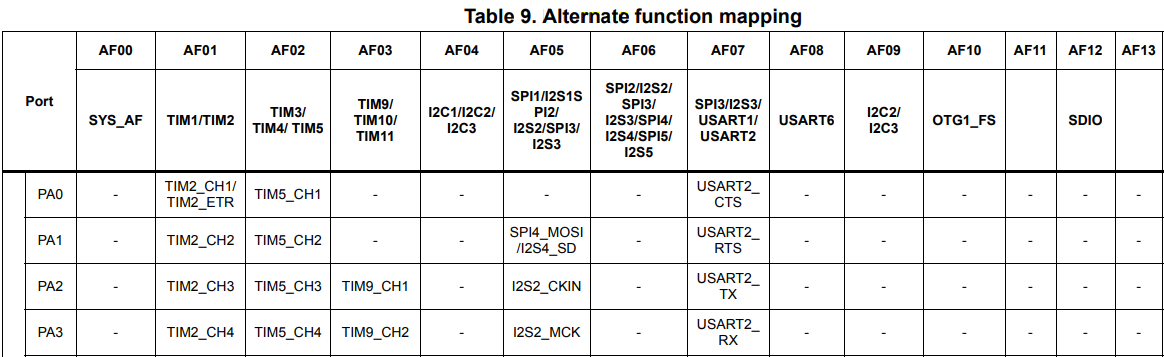 Table 9. Alternate function mapping
Port AF00 AF01 AF02 AF03 AF04 AF05 AF06 AF07 AF08 AF09 AF10 AF11 AF12 AF13
SYS_AF TIM1/TIM2 TIM3/ TIM4/ TIM5 TIM9/ TIM10/ TIM11 I2C1/I2C2/ I2C3 SPI1/I2S1S PI2/ I2S2/SPI3/ I2S3 SPI2/I2S2/ SPI3/ I2S3/SPI4/ I2S4/SPI5/ I2S5 SPI3/I2S3/ USART1/ USART2 USART6 I2C2/ I2C3 OTG1_FS SDIO
PA0 - TIM2_CH1/ TIM2_ETR TIM5_CH1 - - - - USART2_ CTS - - - - - -
PA1 - TIM2_CH2 TIM5_CH2 - - SPI4_MOSI /I2S4_SD - USART2_ RTS - - - - - -
PA2 - TIM2_CH3 TIM5_CH3 TIM9_CH1 - I2S2_CKIN - USART2_ TX - - - - - -
PA3 - TIM2_CH4 TIM5_CH4 TIM9_CH2 - I2S2_MCK - USART2_ RX - - - - - -